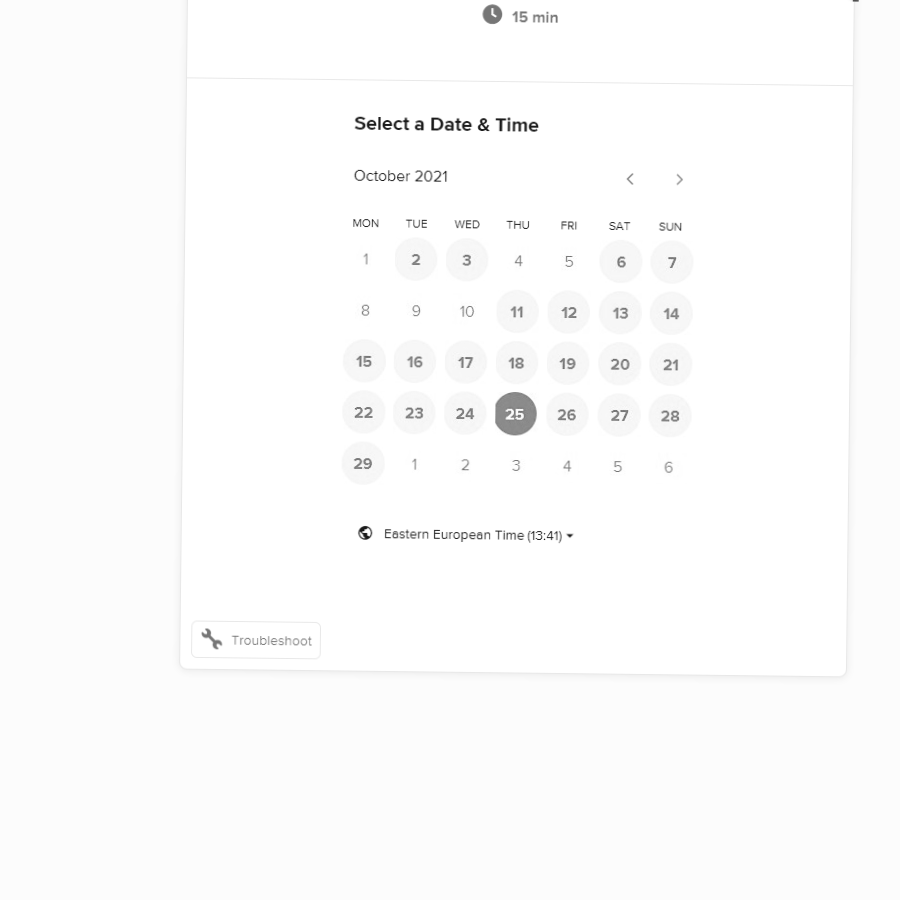 15 min
Select a Date & Time
October 2021
MON TUE WED THU FRI SAT SUN
1 2 3 4 5 6 7
8 9 10 11 12 13 14
15 16 17 18 19 20 21
22 23 24 25 26 27 28
29 1 2 3 4 5 6
Eastern European Time (13:41)
Troubleshoot